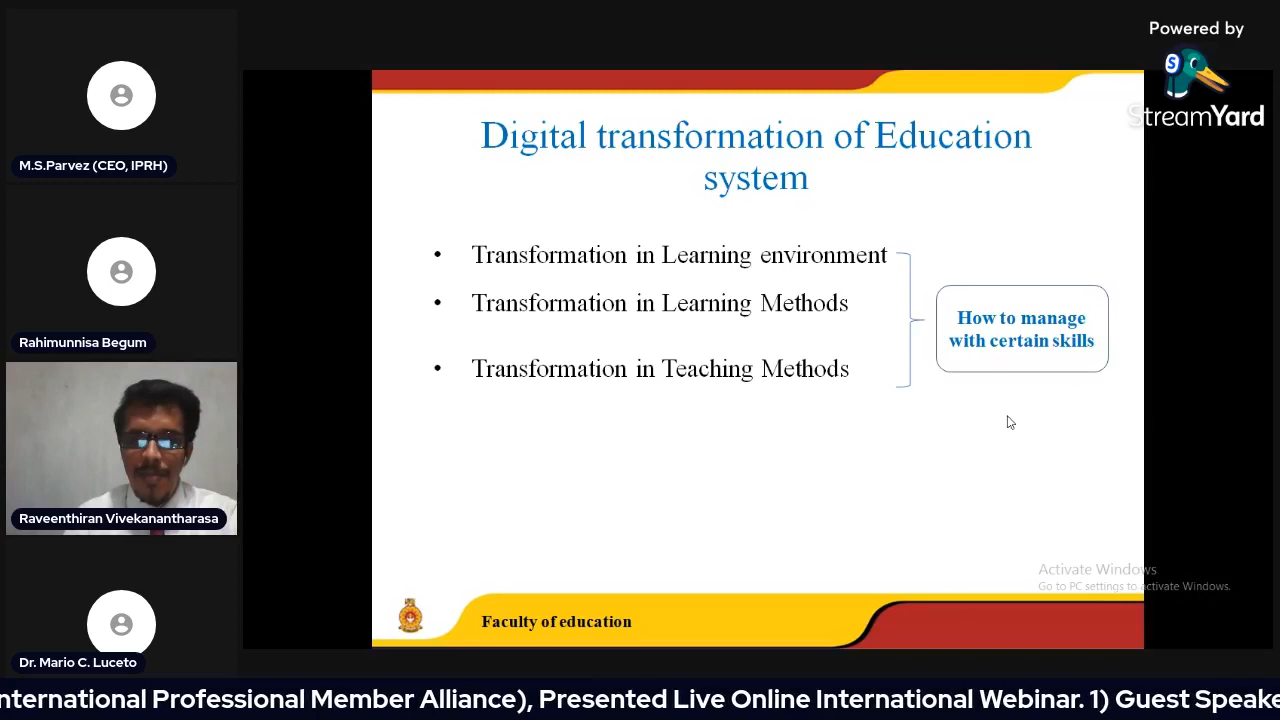 Powered by
StreamYard
M.S.Parvez (CEO, IPRH)
Rahimunnisa Begum
Raveenthiran Vivekanantharasa
Dr. Mario C. Luceto
Digital transformation of Education
system
• Transformation in Learning environment
• Transformation in Learning Methods
• Transformation in Teaching Methods
How to manage
with certain skills
Activate Windows
Go to PC settings to activate Windows.
Faculty of education
nternational Professional Member Alliance), Presented Live Online International Webinar. 1) Guest Speake